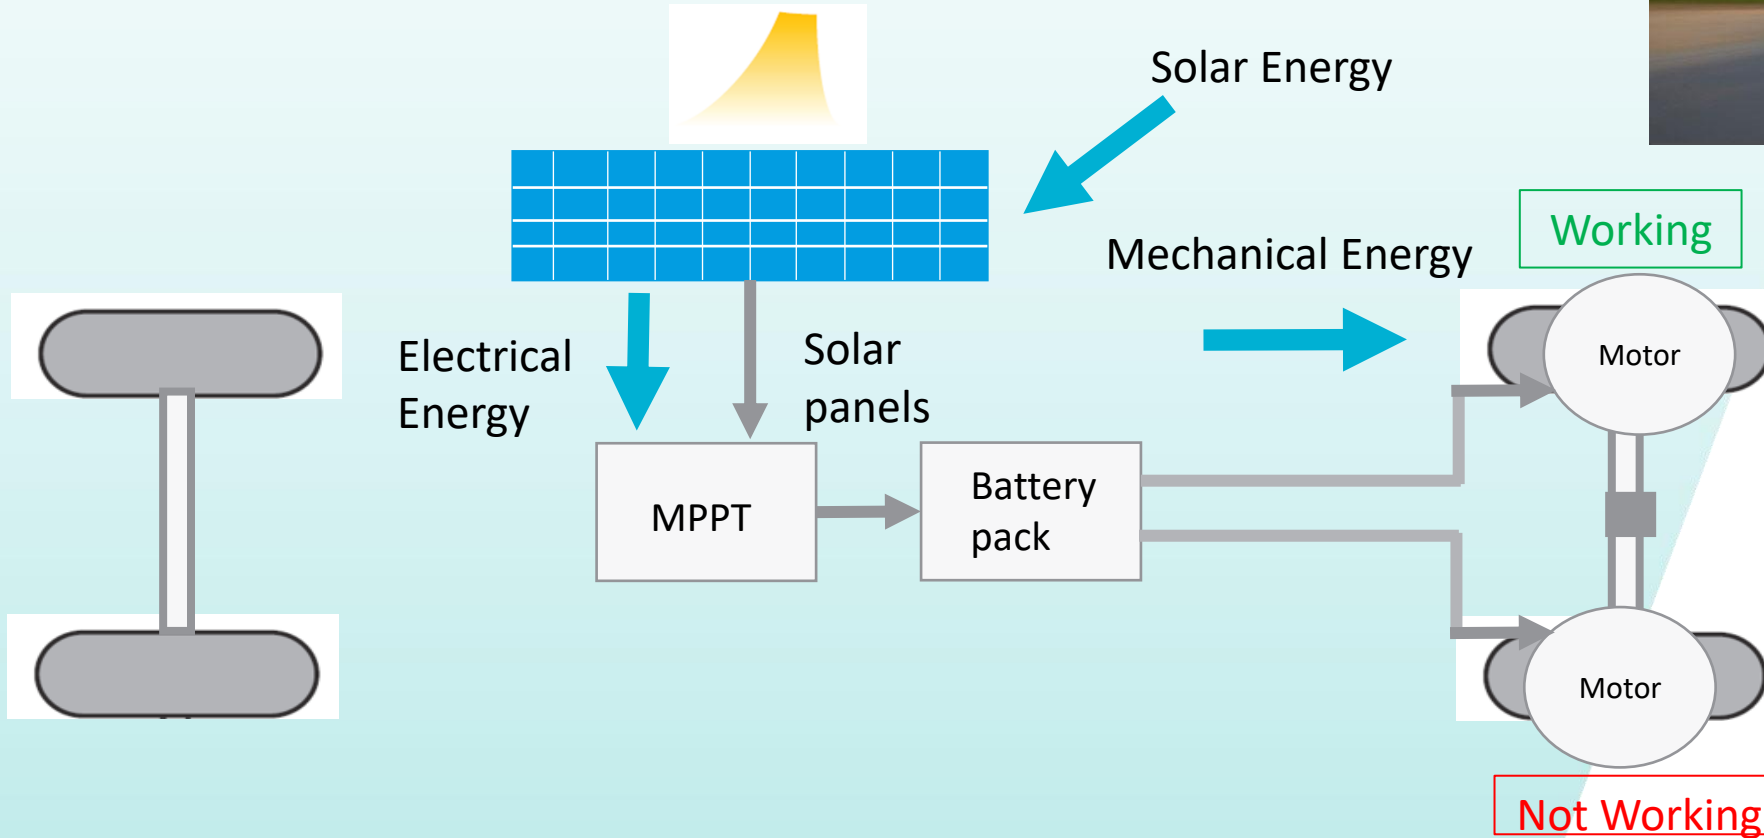 Solar Energy
Working
Mechanical Energy
Electrical
Energy
Solar
panels
Motor
MPPT
Battery
pack
Motor
Not Working